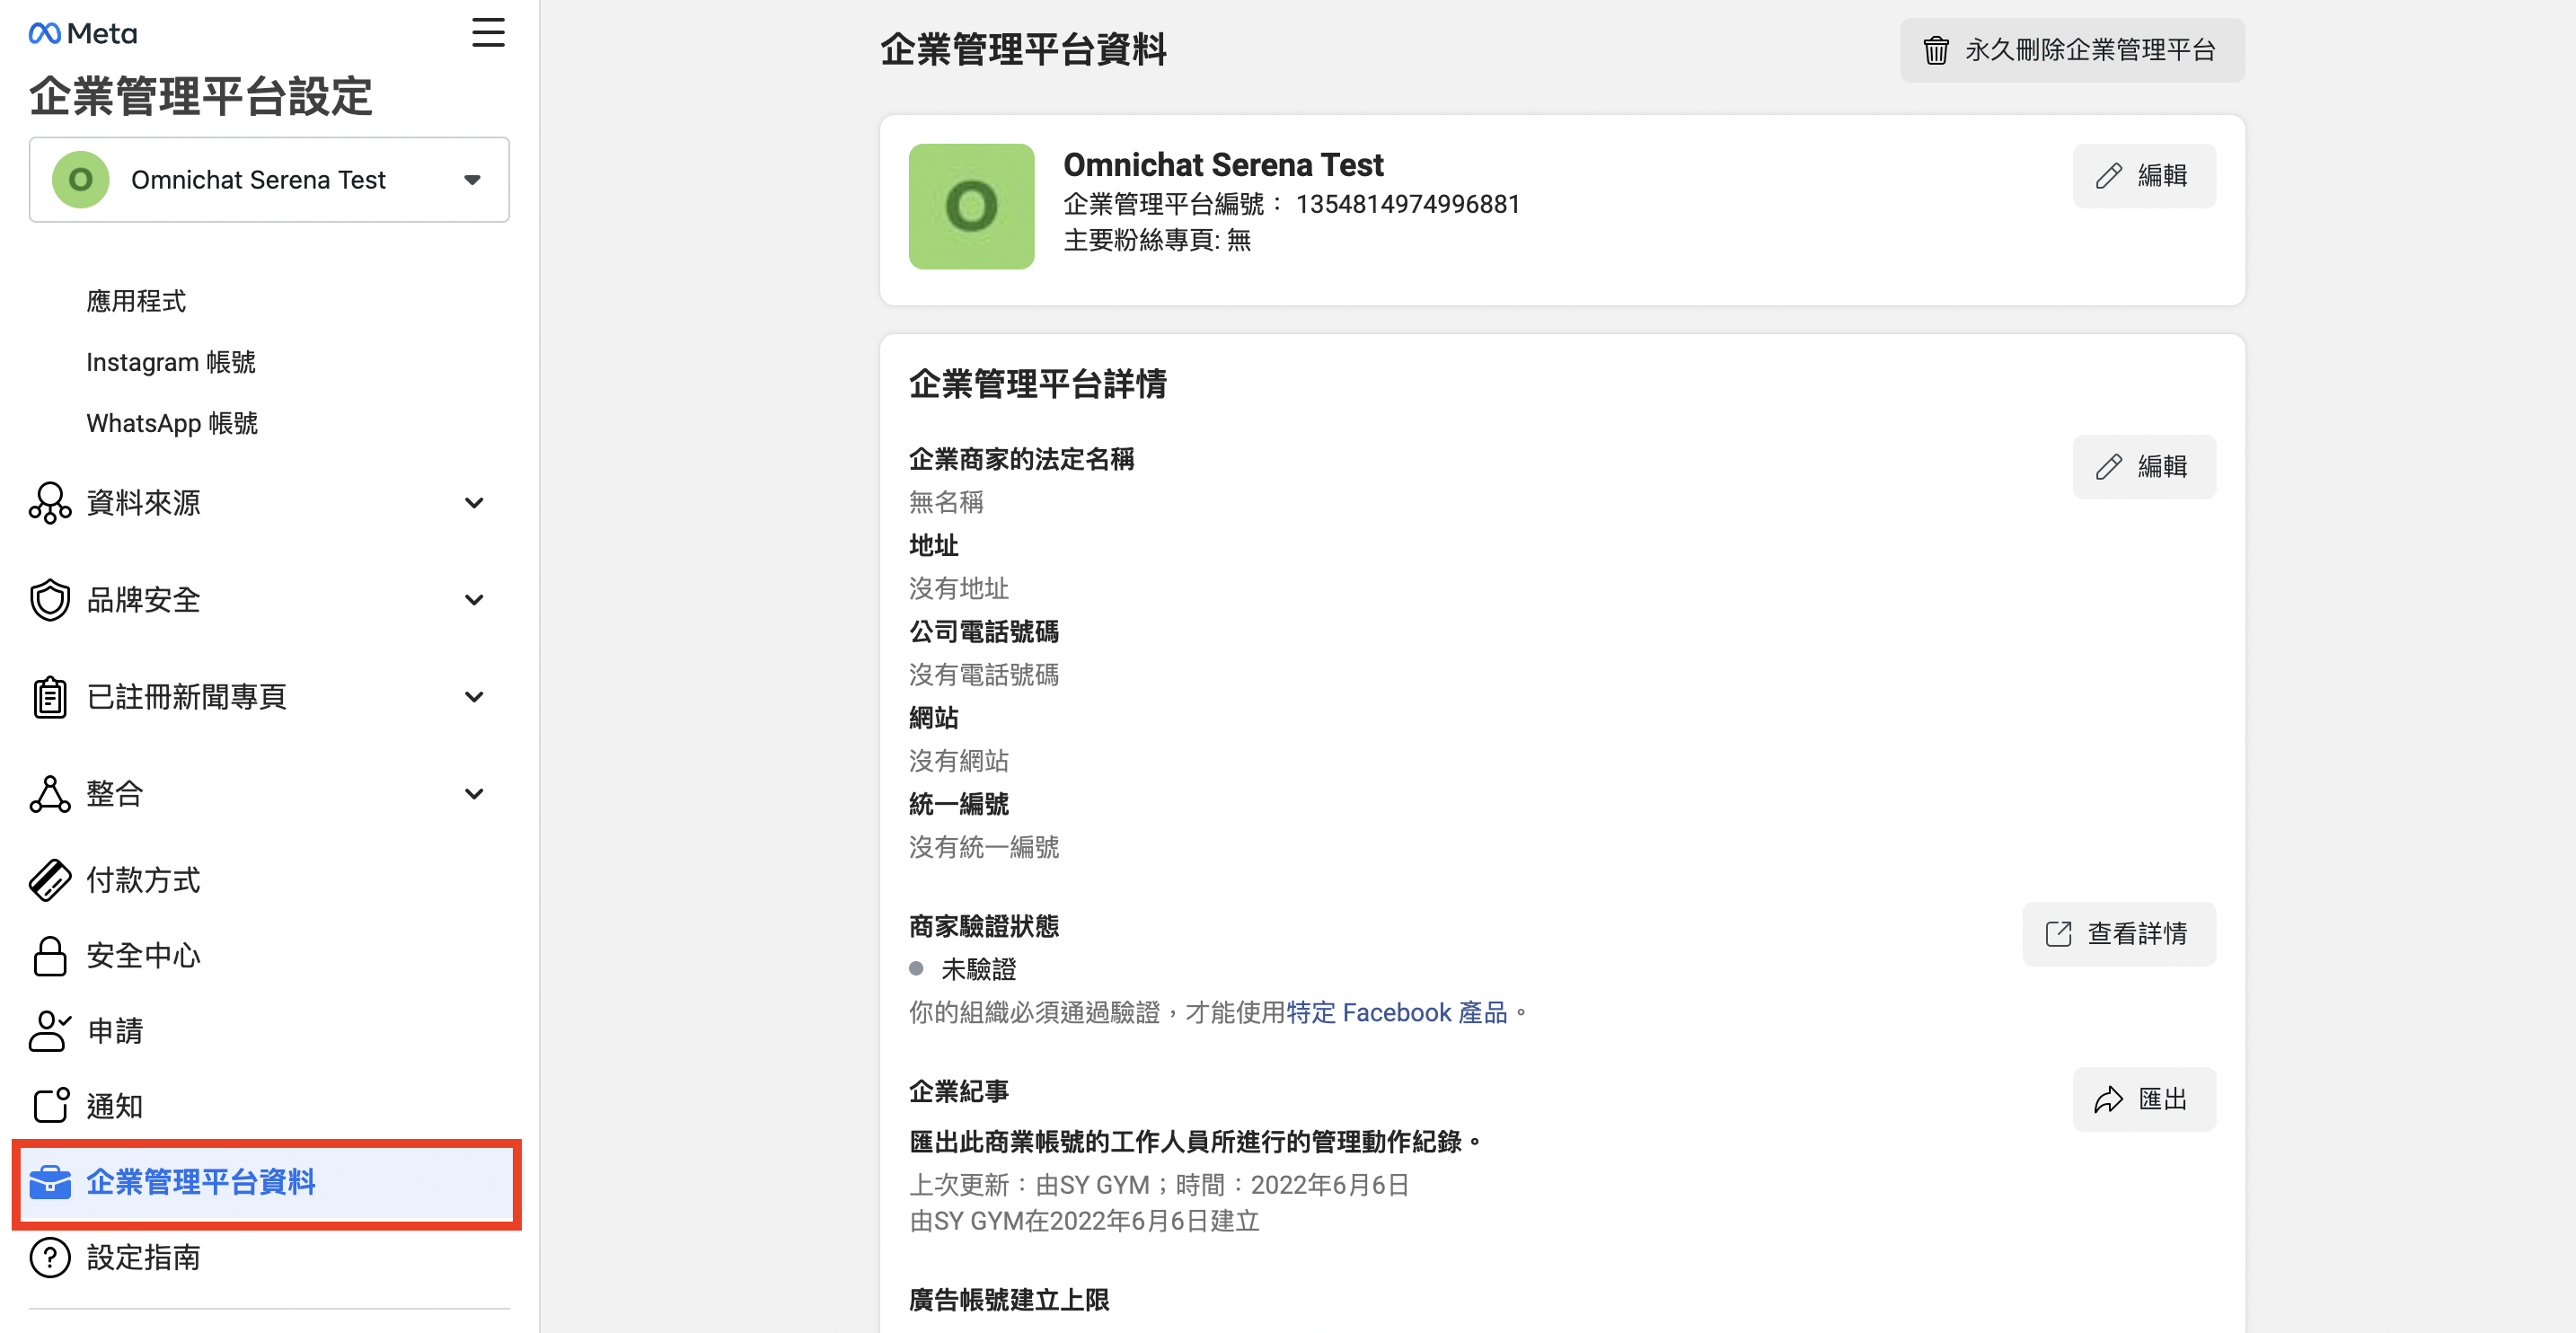 Meta
企業管理平台設定
O
Omnichat Serena Test
應用程式
Instagram 帳號
WhatsApp 帳號
資料來源
品牌安全
已註冊新聞專頁
整合
付款方式
安全中心
申請
通知
企業管理平台資料
設定指南
企業管理平台資料
永久刪除企業管理平台
O
Omnichat Serena Test
企業管理平台編號： 1354814974996881
主要粉絲專頁: 無
編輯
企業管理平台詳情
企業商家的法定名稱
編輯
無名稱
地址
沒有地址
公司電話號碼
沒有電話號碼
網站
沒有網站
統一編號
沒有統一編號
商家驗證狀態
查看詳情
未驗證
你的組織必須通過驗證，才能使用特定 Facebook 產品。
企業紀事
匯出
匯出此商業帳號的工作人員所進行的管理動作紀錄。
上次更新：由SY GYM；時間：2022年6月6日
由SY GYM在2022年6月6日建立
廣告帳號建立上限